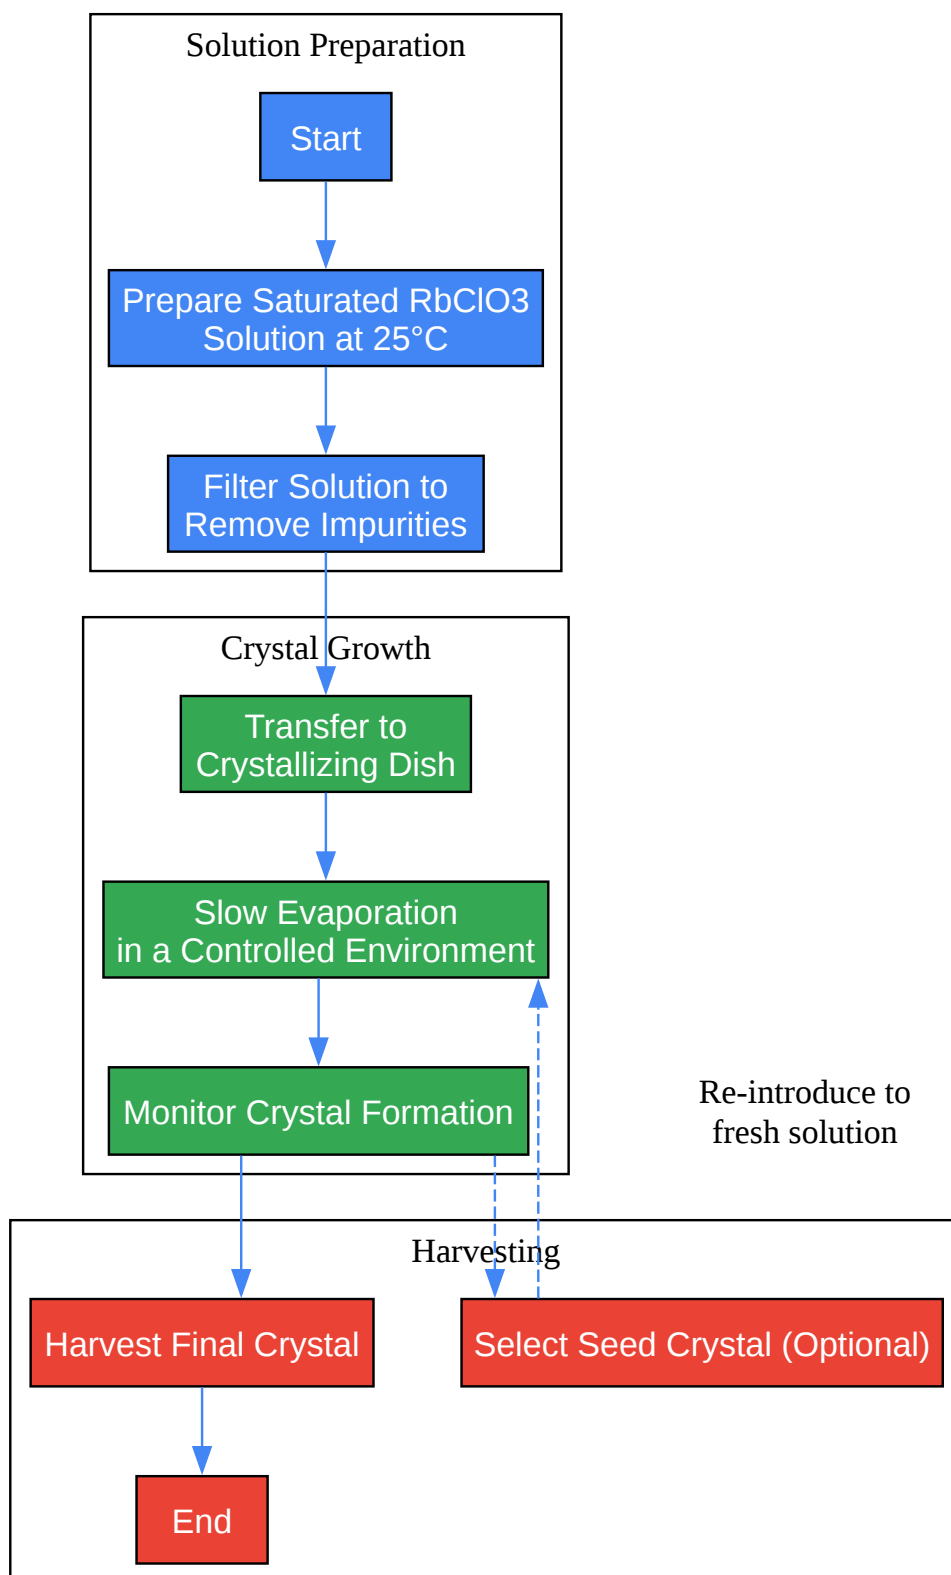 Solution Preparation
Start
Prepare Saturated RbClO3
Solution at 25°C
Filter Solution to
Remove Impurities
Crystal Growth
Transfer to
Crystallizing Dish
Slow Evaporation
in a Controlled Environment
Monitor Crystal Formation
Re-introduce to
fresh solution
Harvesting
Harvest Final Crystal
Select Seed Crystal (Optional)
End